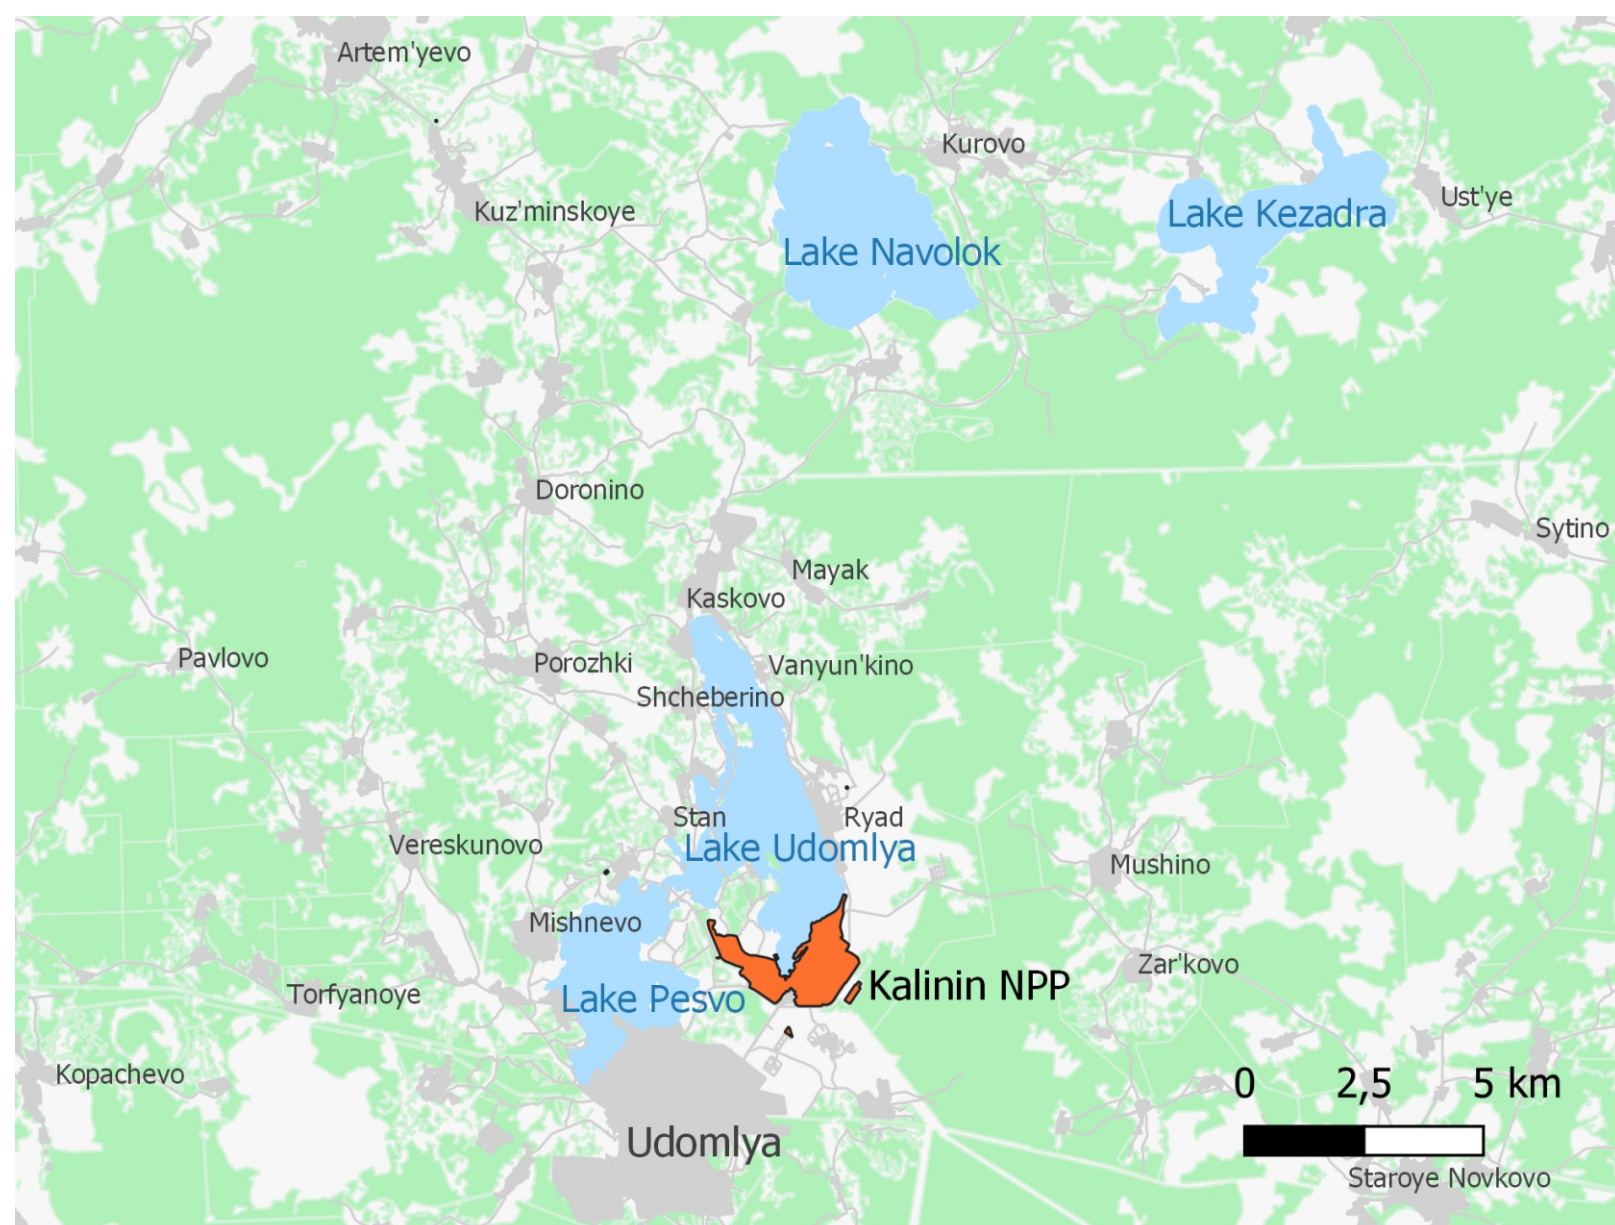 Artem'yevo
Kurovo
Ust'ye
Kuz'minskoye
Lake Kezadra
Lake Navolok
Doronino
Sytino
Mayak
Kaskovo
Pavlovo
Porozhki
Vanyun'kino
Shcheberino
Stan
Ryad
Vereskunovo
Lake Udomlya
Mushino
Mishnevo
Zar'kovo
Torfyanoye
Lake Pesvo
Kalinin NPP
Kopachevo
0 2,5 5 km
Udomlya
Staroye Novkovo